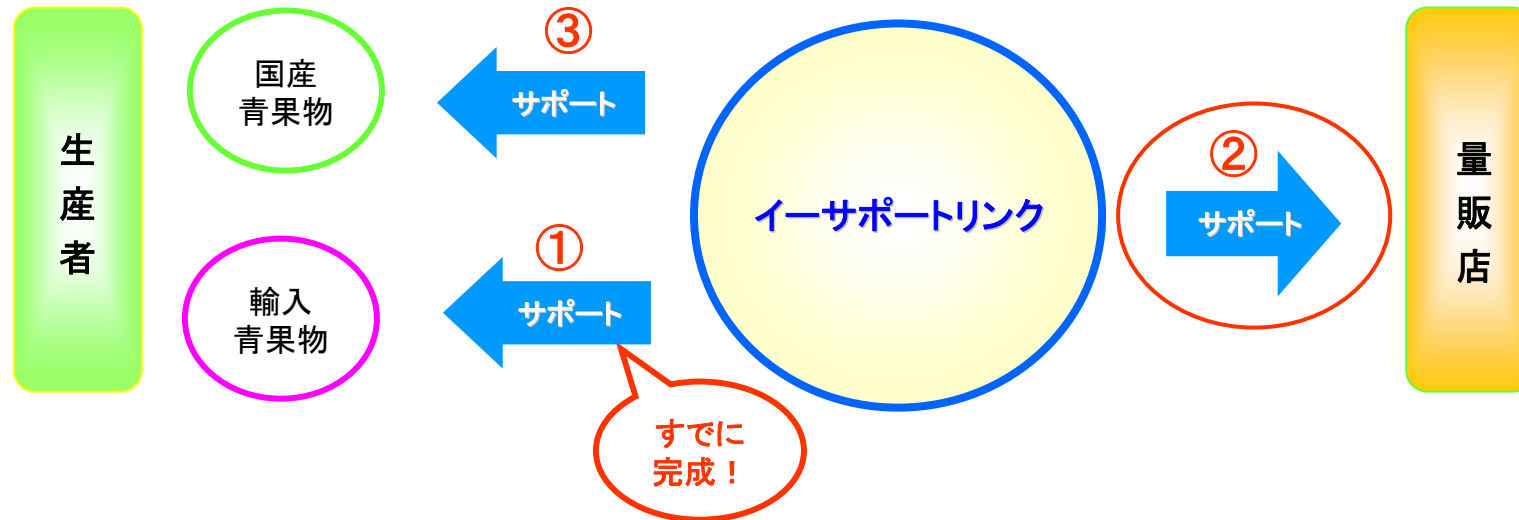 生産者
国産
青果物
③
サポート
①
サポート
輸入
青果物
すでに
完成！
イーサポートリンク
②
サポート
量販店